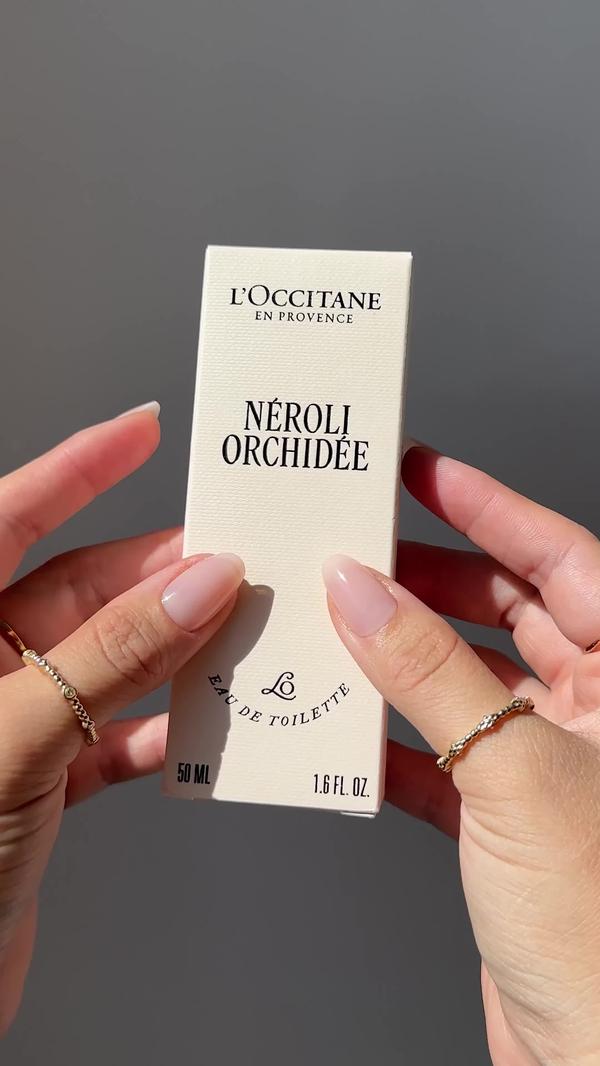 L'OCCITANE
EN PROVENCE
NÉROLI
ORCHIDÉE
LO
EAU DE TOILETTE
50 ML
1.6 FL. OZ.